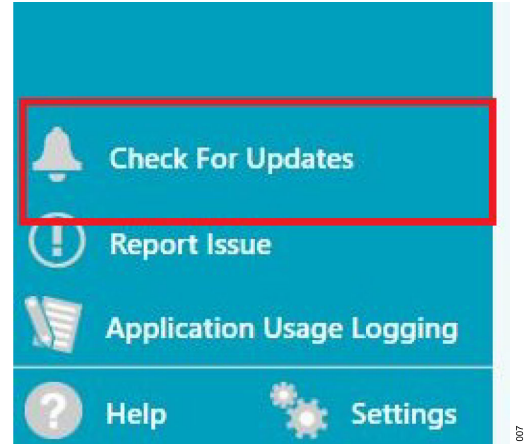 Check For Updates
Report Issue
Application Usage Logging
Help Settings
007